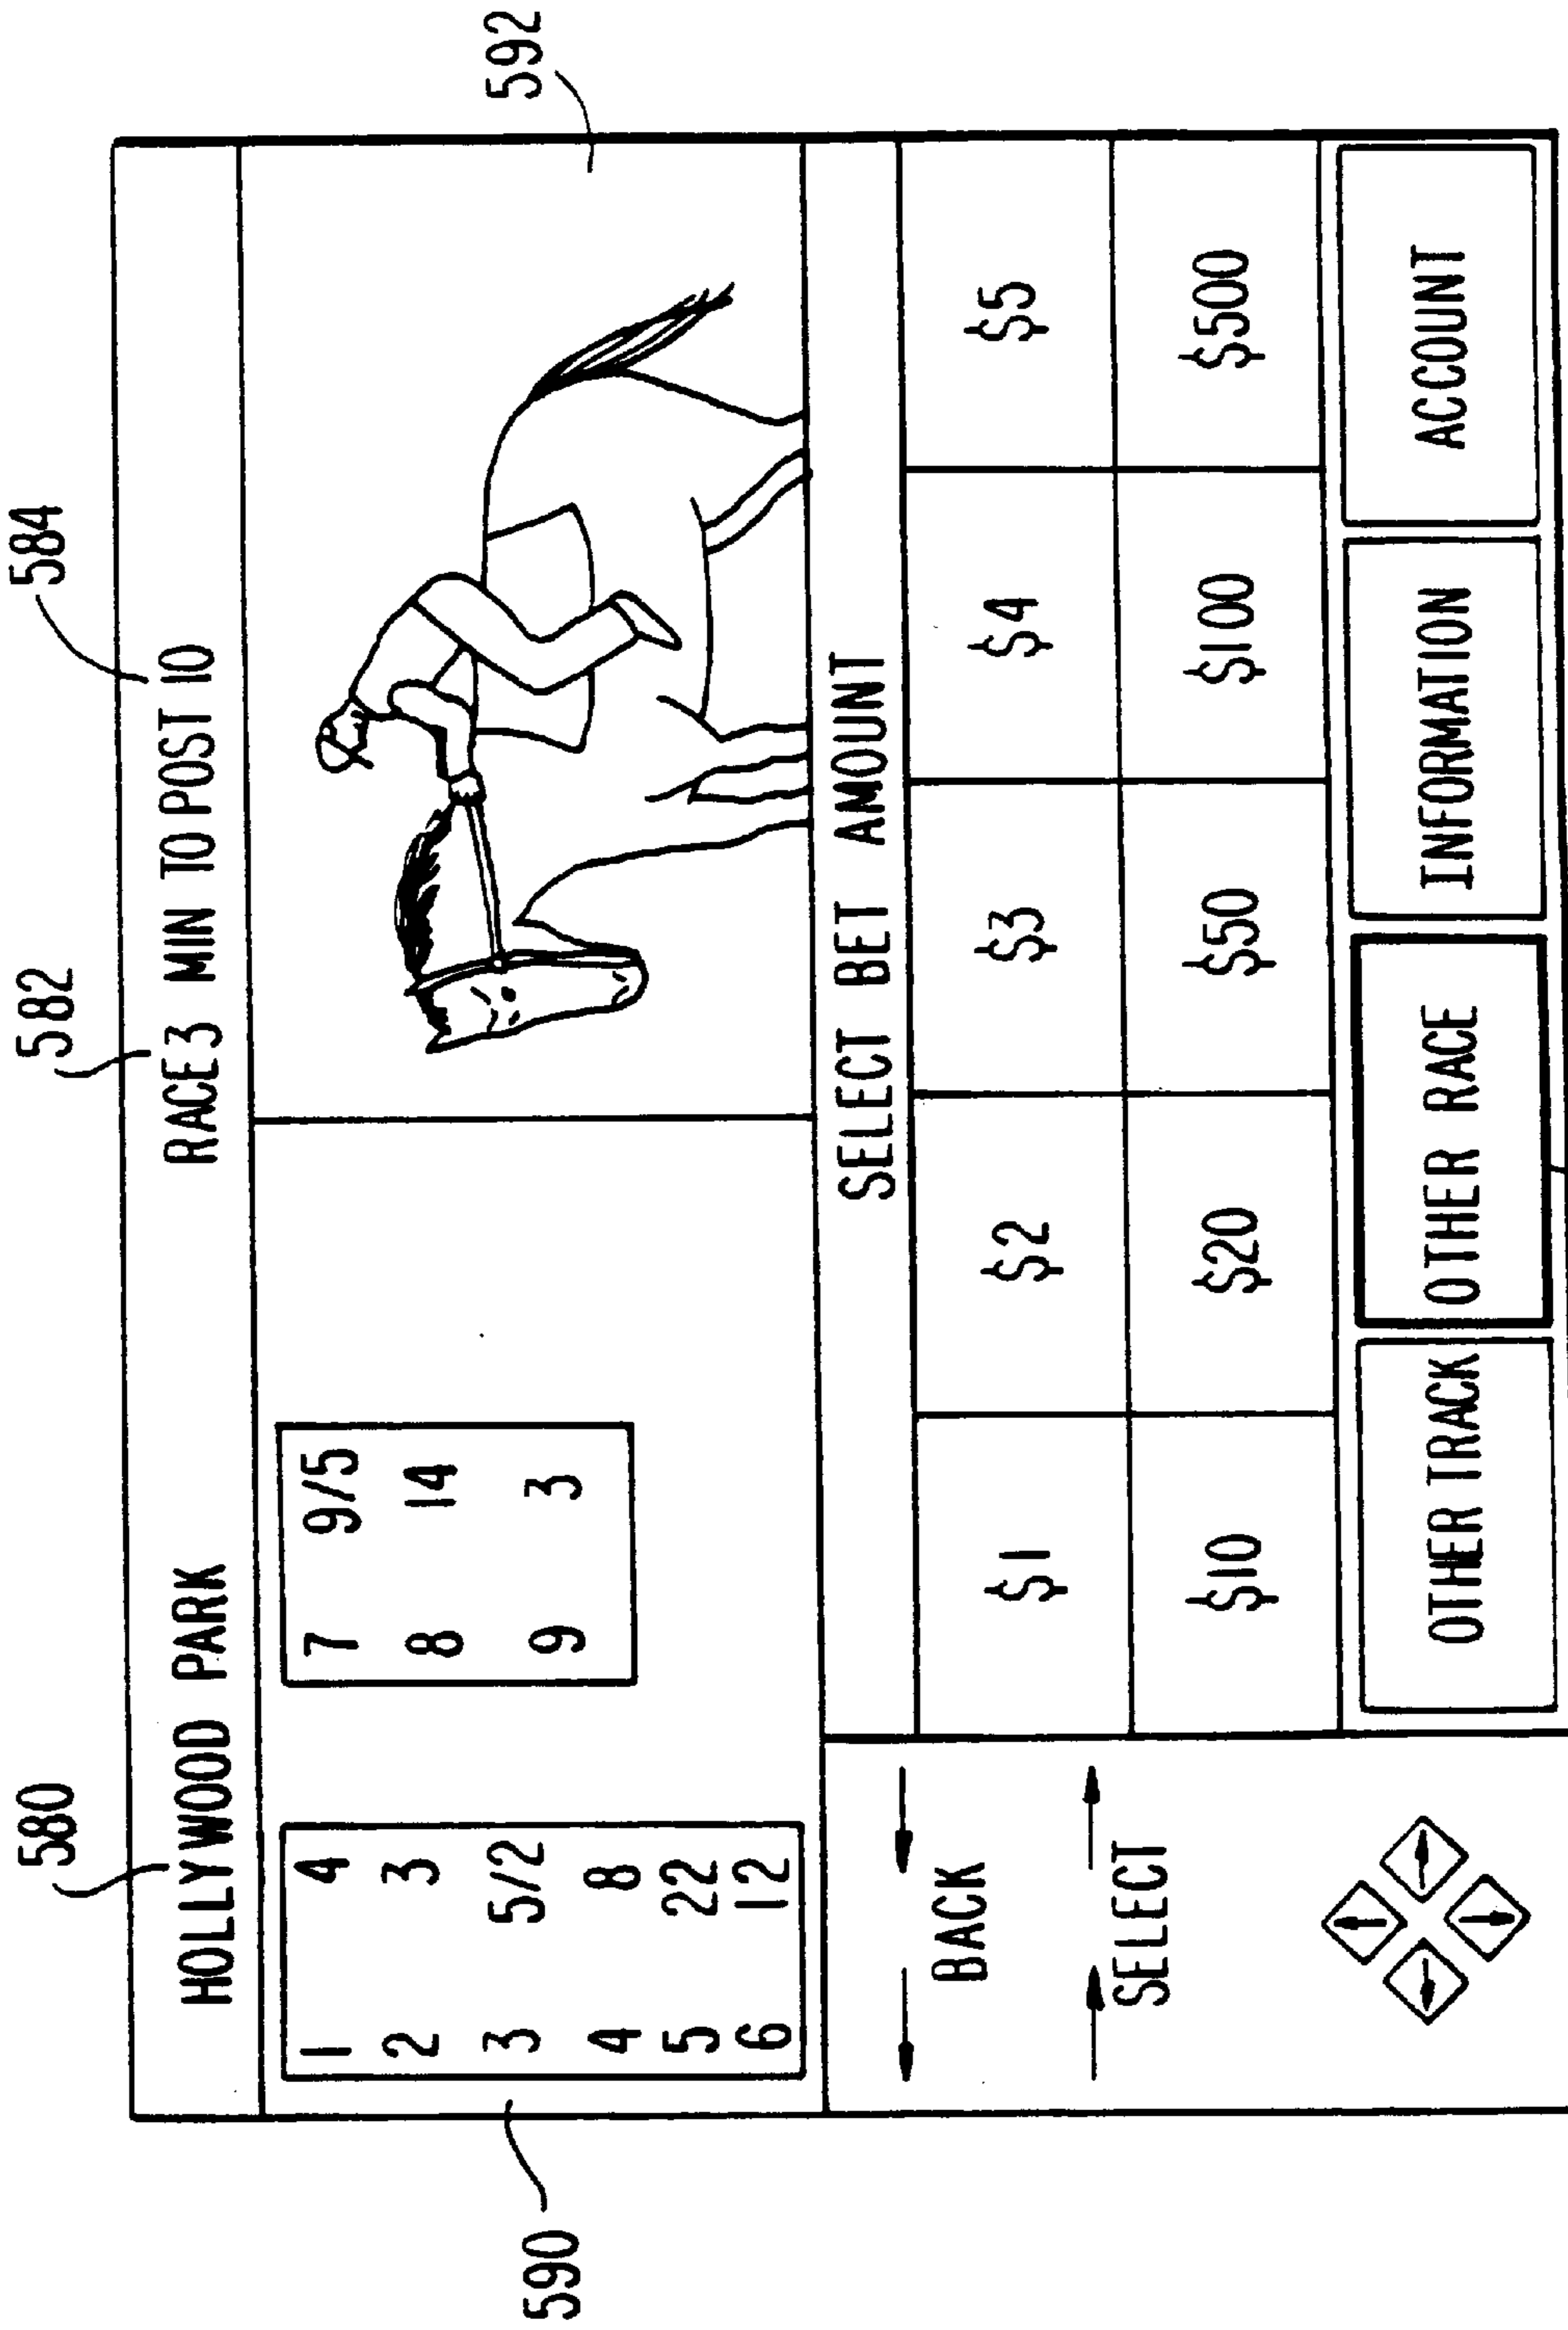 580
582
584
HOLLYWOOD PARK RACE 3 MIN TO POST 10
590
592
1 4 7 9/5
2 3 8 14
3 5/2 9 3
4 8
5 22
6 12
SELECT BET AMOUNT
BACK
SELECT
$1 $2 $3 $4 $5
$10 $20 $50 $100 $500
OTHER TRACK OTHER RACE INFORMATION ACCOUNT